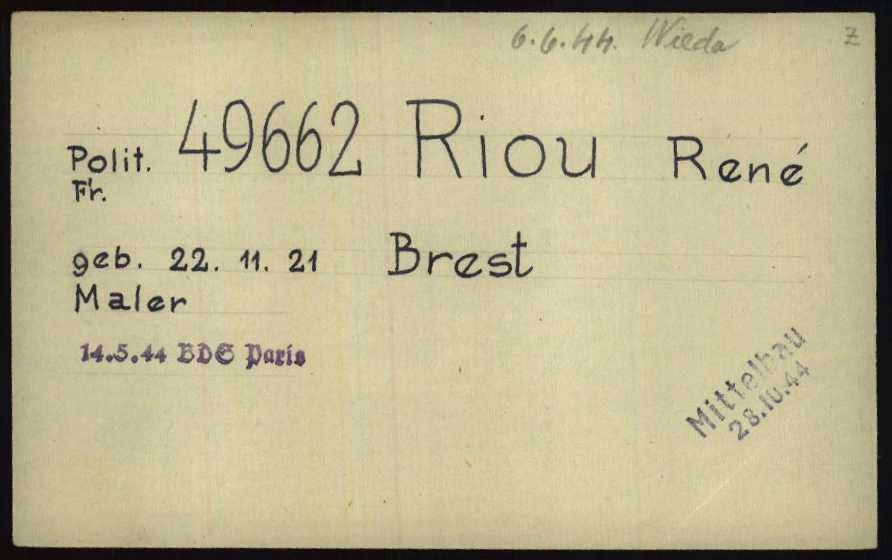 6.6.44. Wieda
Z
Polit. 49662 Riou René
Fr.
geb. 22. 11. 21 Brest
Maler
14.5.44 BDS Paris
Mittelbau
28.10.44